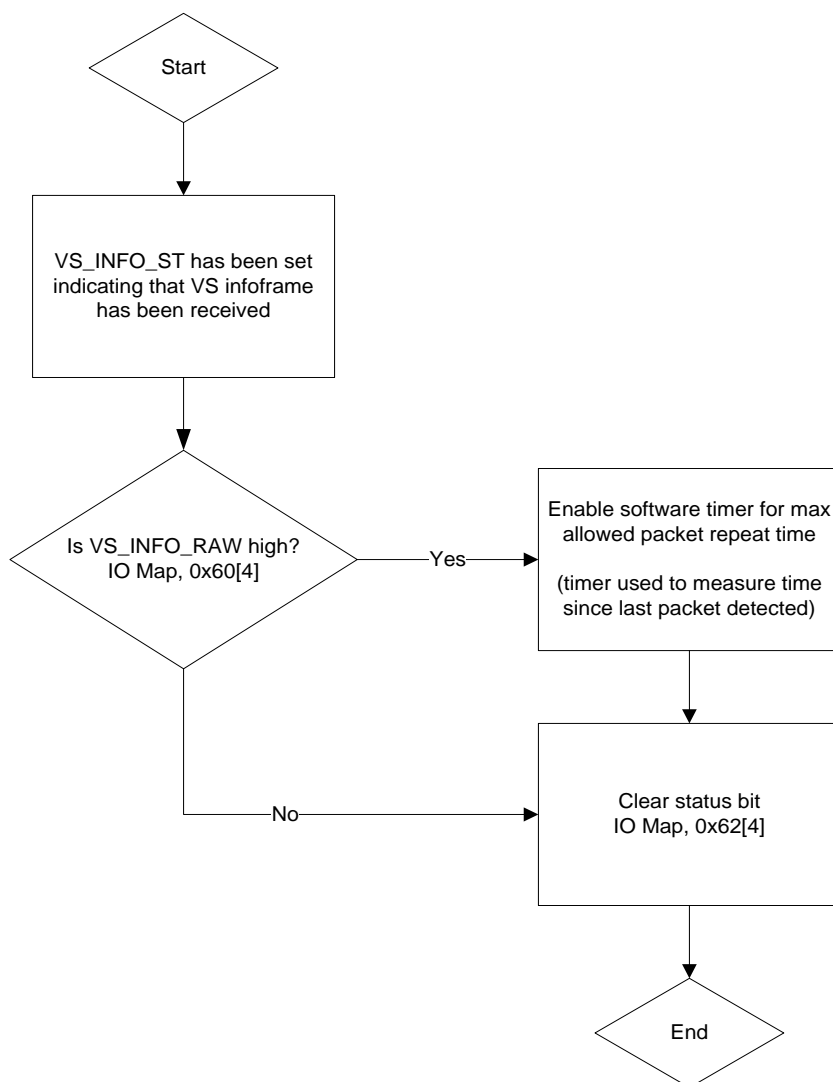 Start
VS_INFO_ST has been set
indicating that VS infoframe
has been received
Is VS_INFO_RAW high?
IO Map, 0x60[4]
Yes
Enable software timer for max
allowed packet repeat time
(timer used to measure time
since last packet detected)
No
Clear status bit
IO Map, 0x62[4]
End